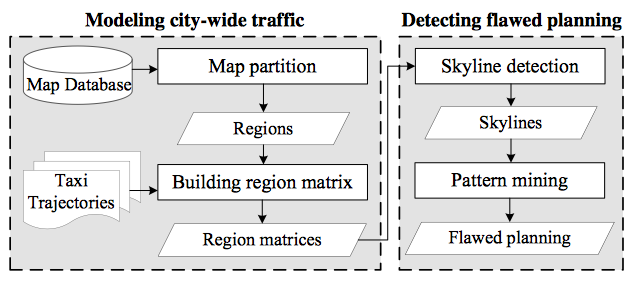 Modeling city-wide traffic
Detecting flawed planning
Map Database
Map partition
Regions
Taxi
Trajectories
Building region matrix
Region matrices
Skyline detection
Skylines
Pattern mining
Flawed planning